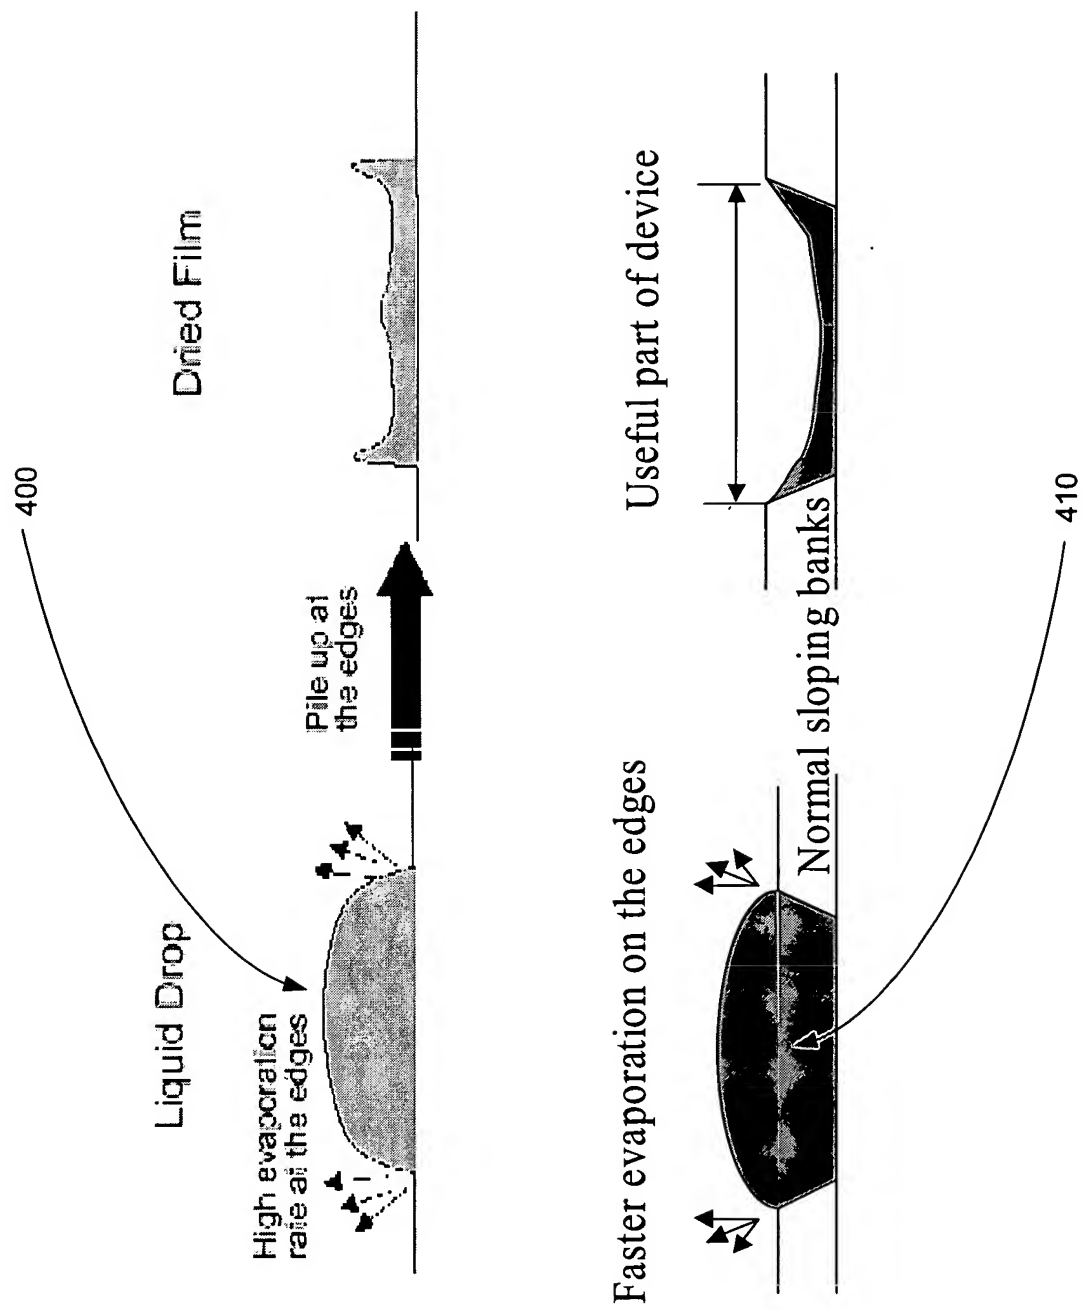 400
Liquid Drop
Dried Film
High evaporation
rate at the edges
Pile up at
the edges
Faster evaporation on the edges
Useful part of device
Normal sloping banks
410